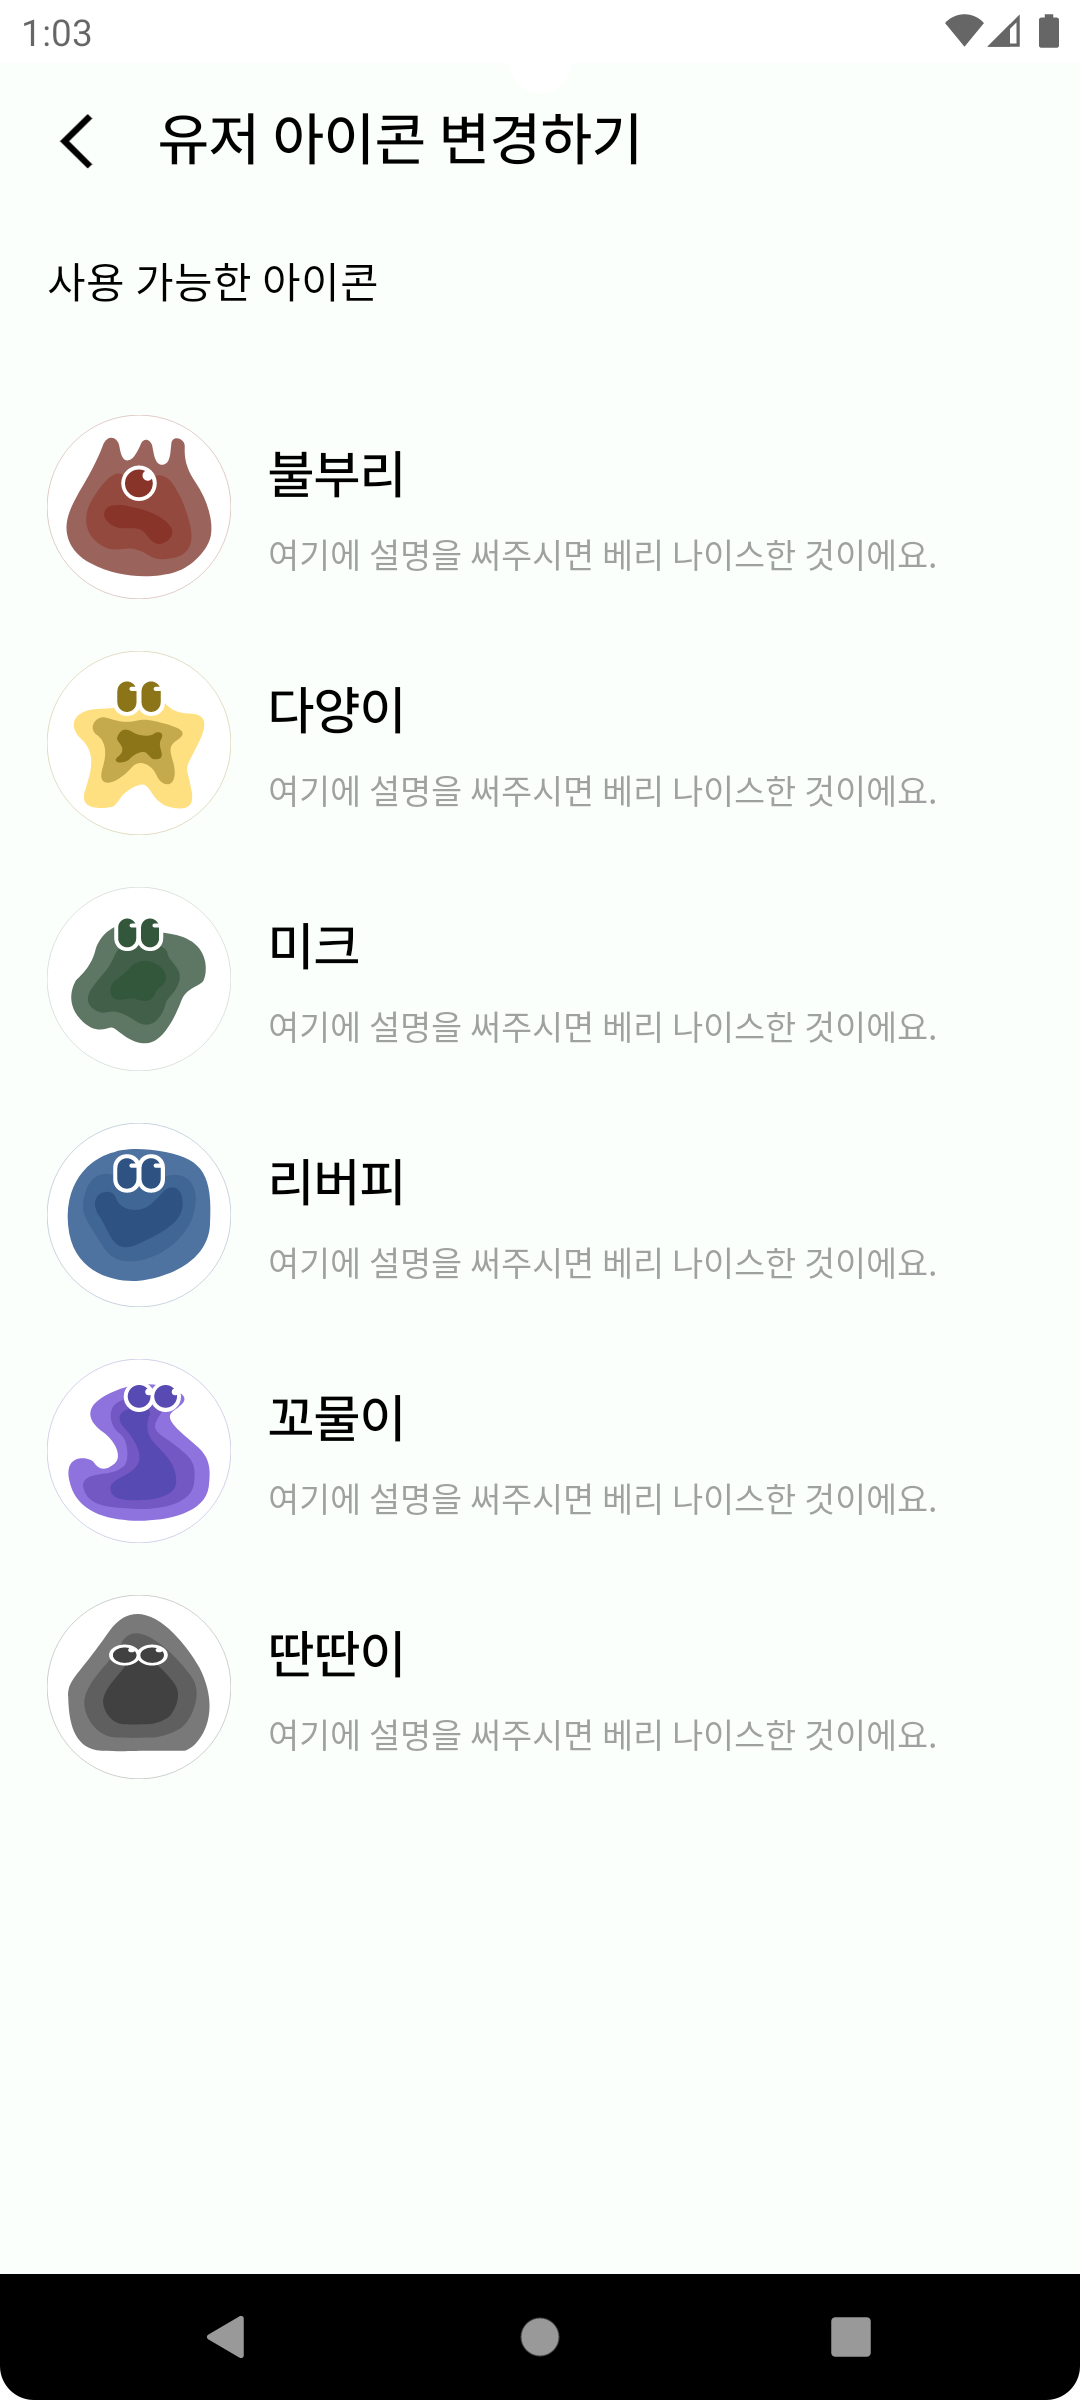 1:03
유저 아이콘 변경하기
사용 가능한 아이콘
불부리
여기에 설명을 써주시면 베리 나이스한 것이에요.
다양이
여기에 설명을 써주시면 베리 나이스한 것이에요.
미크
여기에 설명을 써주시면 베리 나이스한 것이에요.
리버피
여기에 설명을 써주시면 베리 나이스한 것이에요.
꼬물이
여기에 설명을 써주시면 베리 나이스한 것이에요.
딴딴이
여기에 설명을 써주시면 베리 나이스한 것이에요.